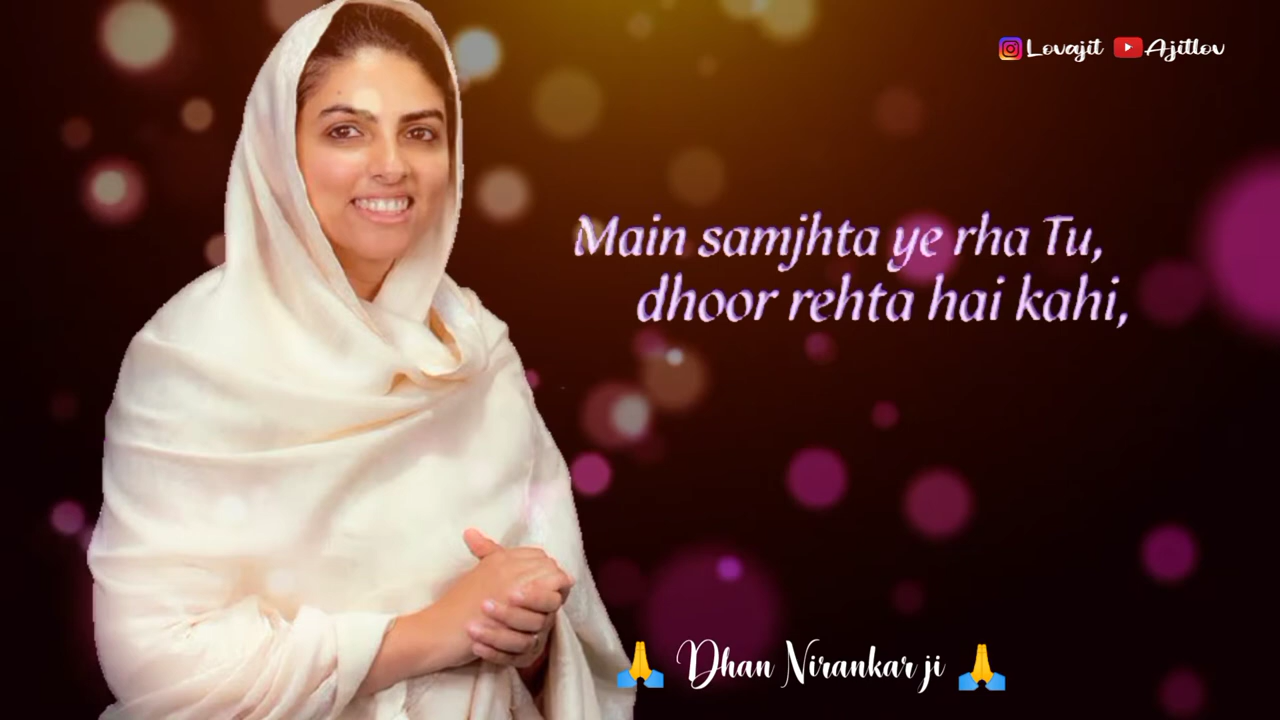 Lovajit Ajitlov
Main samjhta ye rha Tu,
dhoor rehta hai kahi,
🙏 Dhan Nirankar ji 🙏